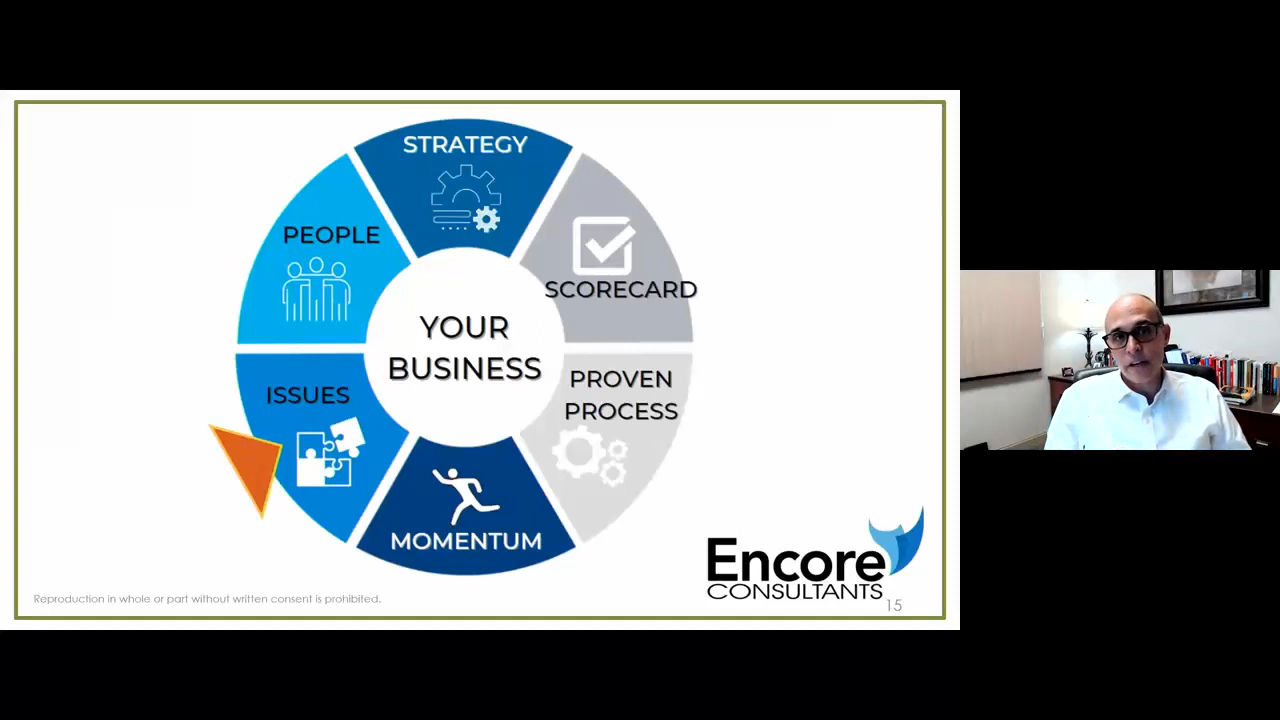 STRATEGY
PEOPLE
SCORECARD
YOUR
BUSINESS
PROVEN
PROCESS
ISSUES
MOMENTUM
Encore
CONSULTANTS
Reproduction in whole or part without written consent is prohibited.
15